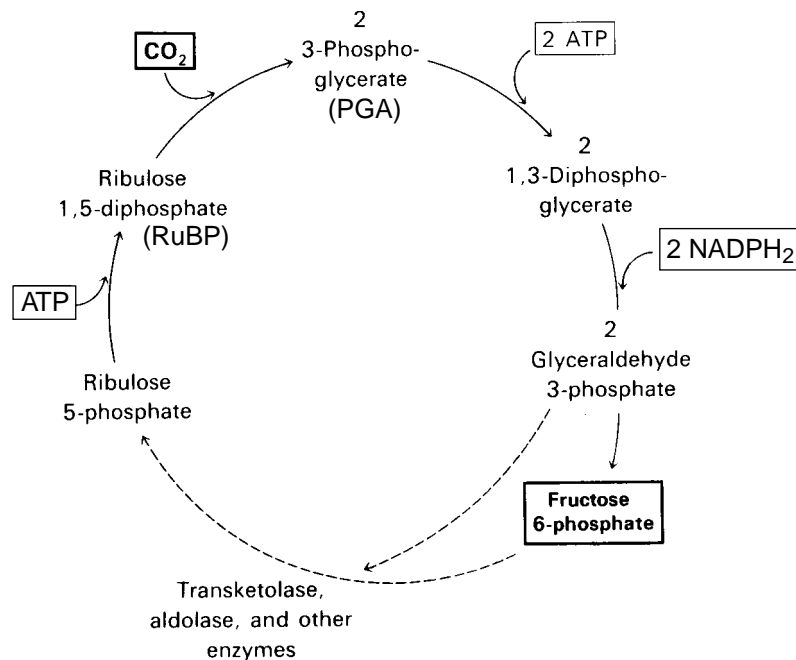 CO₂
2
3-Phospho-
glycerate
(PGA)
2 ATP
2
1,3-Diphospho-
glycerate
2 NADPH₂
2
Glyceraldehyde
3-phosphate
Fructose
6-phosphate
Transketolase,
aldolase, and other
enzymes
Ribulose
5-phosphate
ATP
Ribulose
1,5-diphosphate
(RuBP)